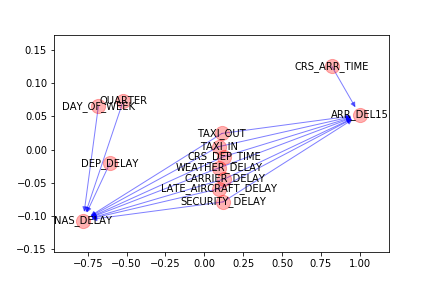 0.15
0.10
0.05
0.00
−0.05
−0.10
−0.15
CRS_ARR_TIME
QUARTER
DAY_OF_WEEK
ARR_DEL15
TAXI_OUT
TAXI_IN
CRS_DEP_TIME
DEP_DELAY
WEATHER_DELAY
CARRIER_DELAY
LATE_AIRCRAFT_DELAY
SECURITY_DELAY
NAS_DELAY
−0.75 −0.50 −0.25 0.00 0.25 0.50 0.75 1.00